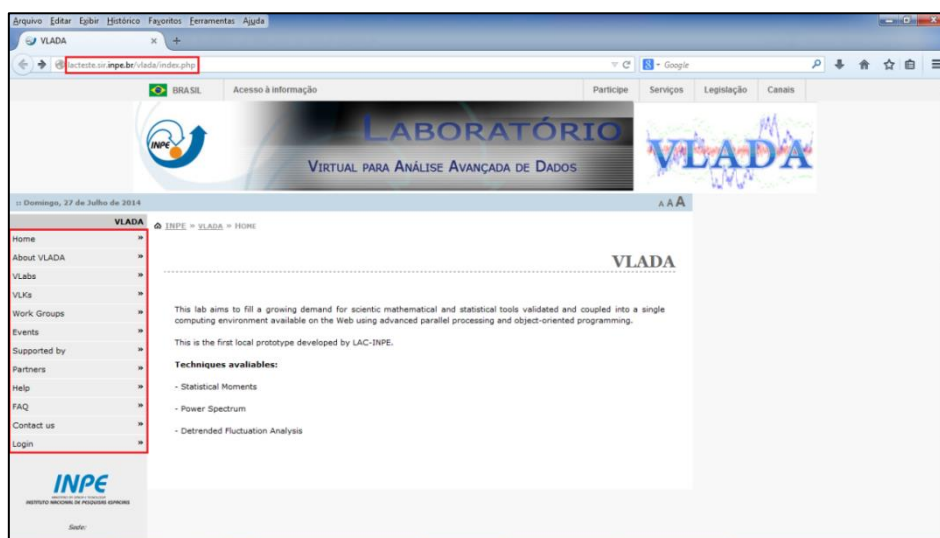 Arquivo Editar Exibir Histórico Favoritos Ferramentas Ajuda
VLADA
lacteste.sir.inpe.br/vlada/index.php
Google
BRASIL Acesso à informação Participe Serviços Legislação Canais
INPE
LABORATÓRIO
VIRTUAL PARA ANÁLISE AVANÇADA DE DADOS
VLADA
:: Domingo, 27 de Julho de 2014
A A A
VLADA
Home
About VLADA
VLabs
VLKs
Work Groups
Events
Supported by
Partners
Help
FAQ
Contact us
Login
INPE » VLADA » HOME
VLADA
This lab aims to fill a growing demand for scientic mathematical and statistical tools validated and coupled into a single
computing environment available on the Web using advanced parallel processing and object-oriented programming.
This is the first local prototype developed by LAC-INPE.
Techniques avaliables:
- Statistical Moments
- Power Spectrum
- Detrended Fluctuation Analysis
INPE
INSTITUTO NACIONAL DE PESQUISAS ESPACIAIS
Sede: